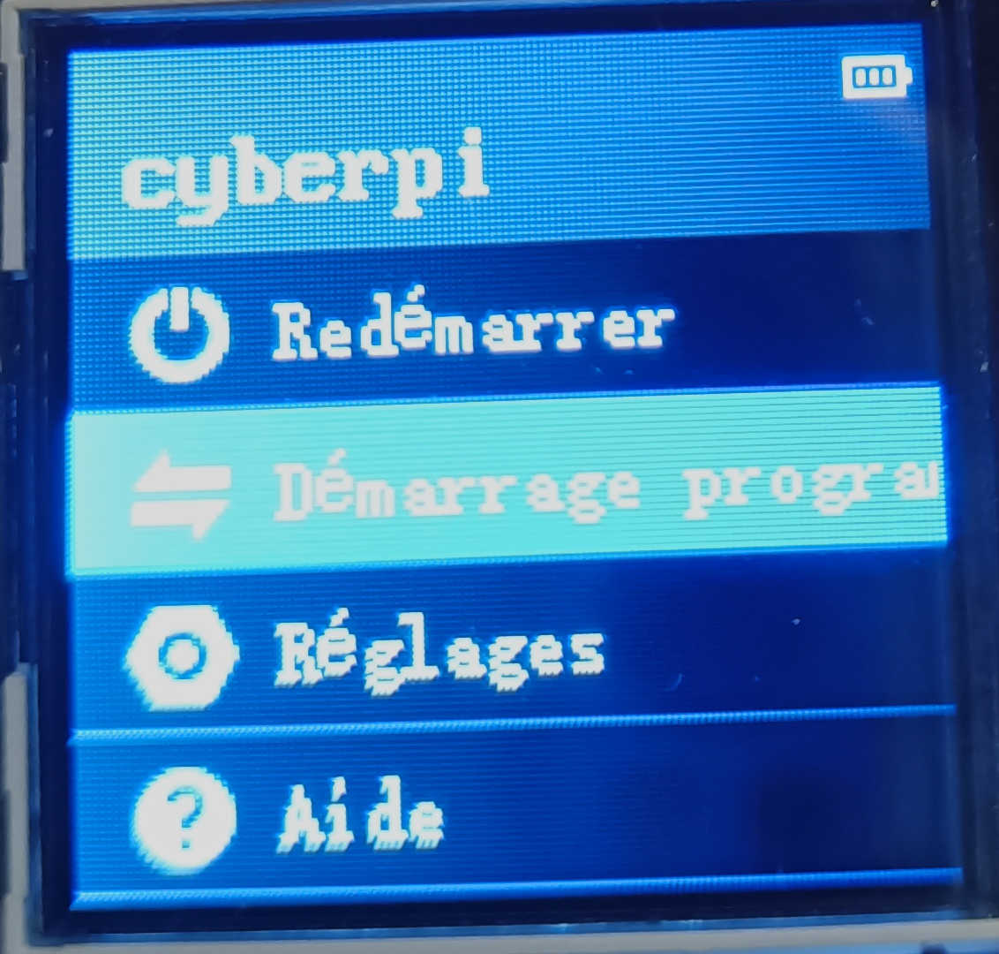 cyberpi
Redémarrer
Démarrage progra
Réglages
Aide